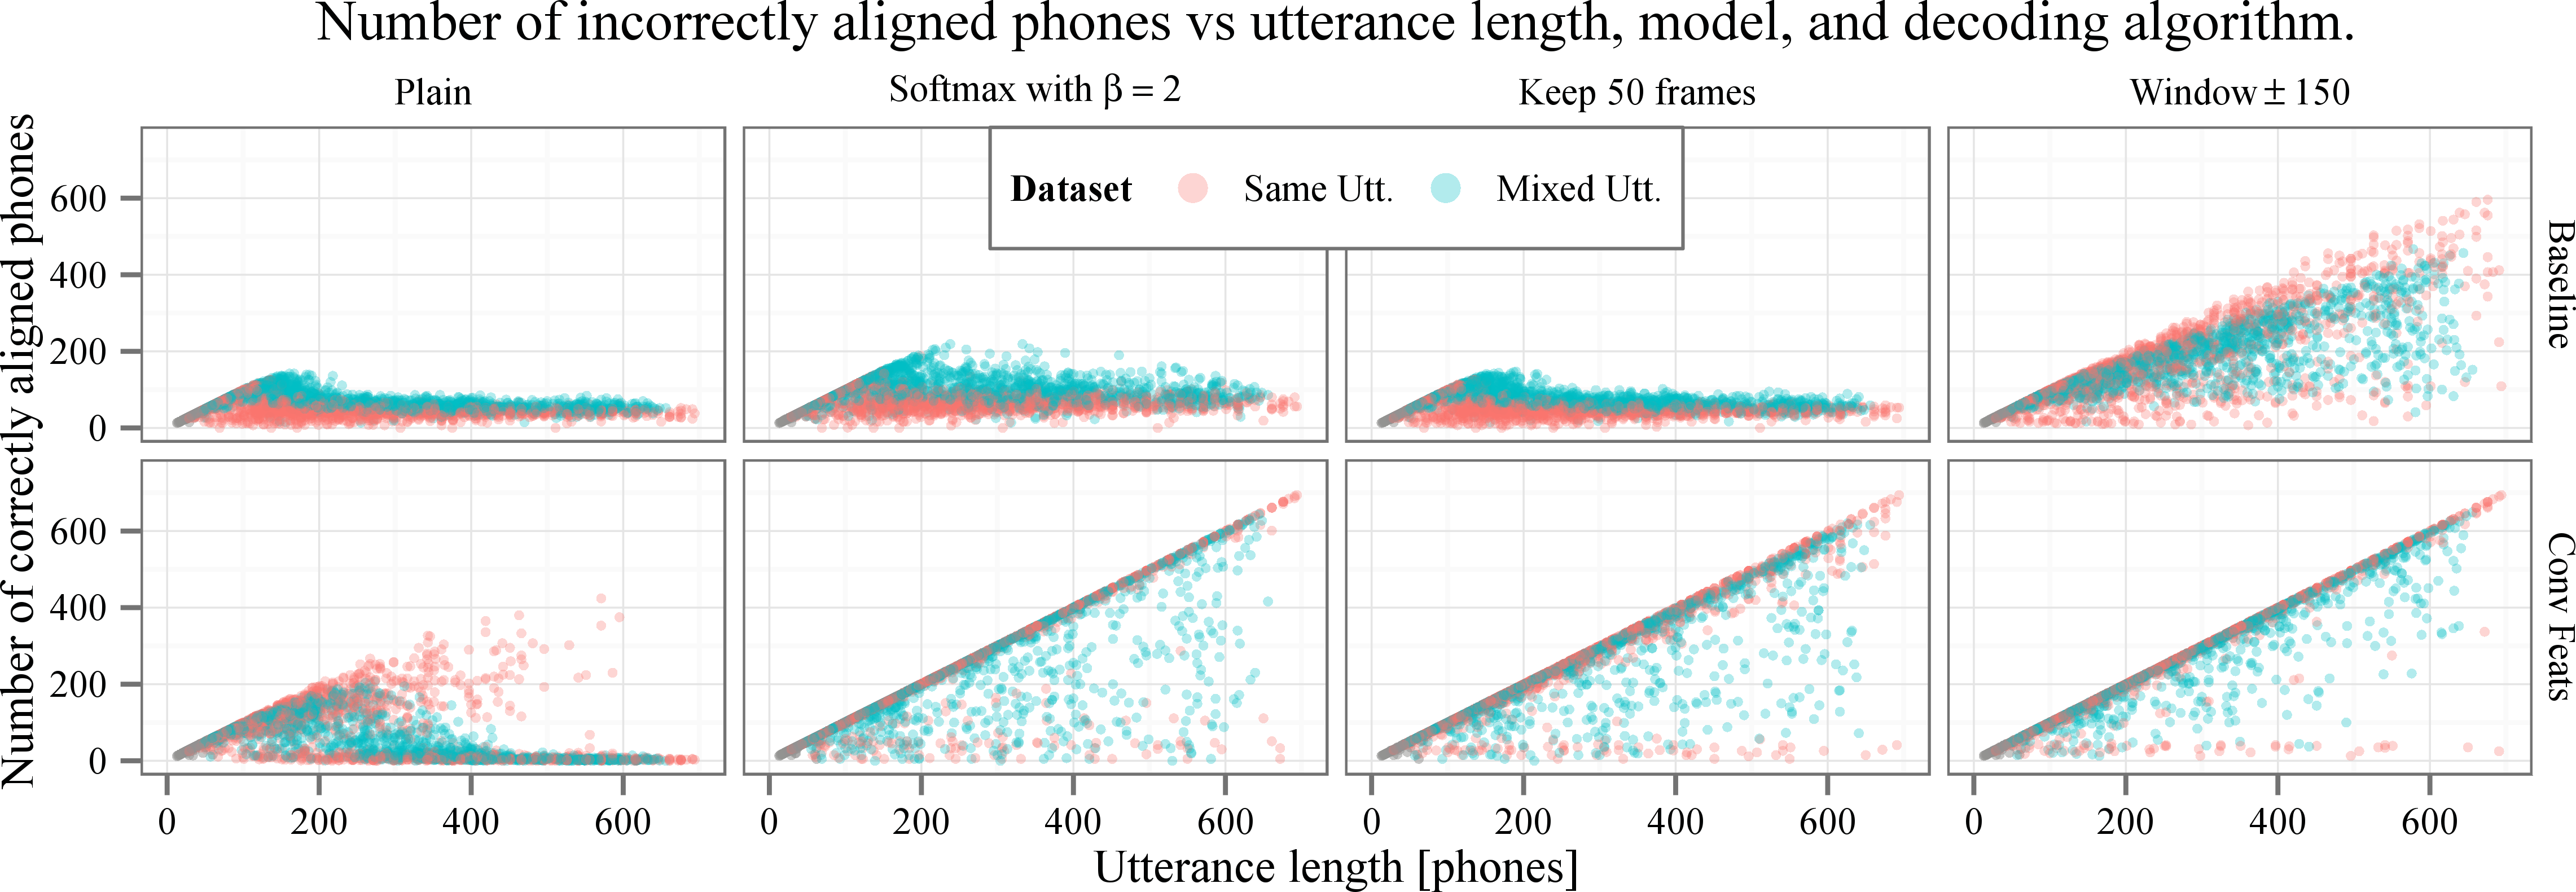 Number of incorrectly aligned phones vs utterance length, model, and decoding algorithm.
Plain
Softmax with β = 2
Keep 50 frames
Window ± 150
Number of correctly aligned phones
600
400
200
0
Dataset Same Utt. Mixed Utt.
Baseline
600
400
200
0
Conv Feats
0 200 400 600
0 200 400 600
0 200 400 600
0 200 400 600
Utterance length [phones]